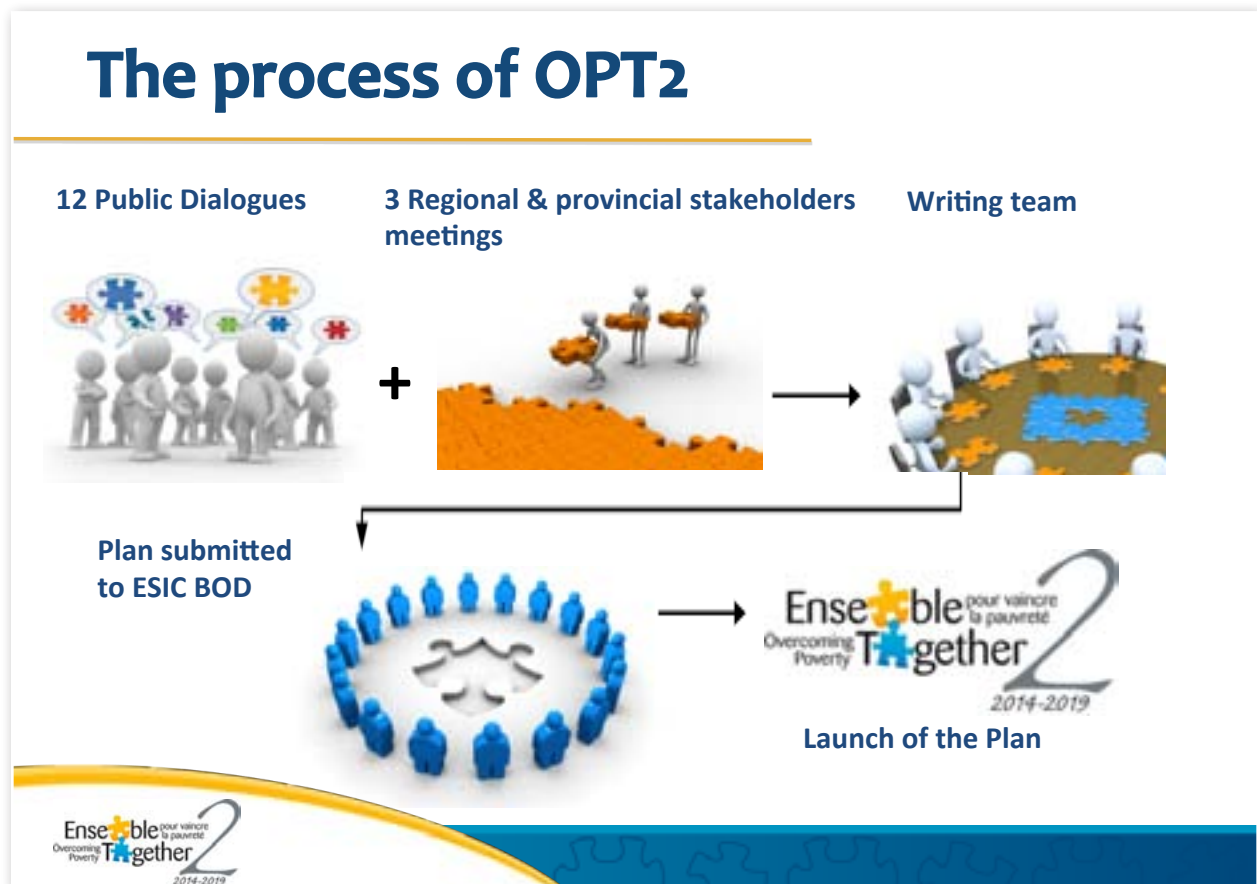 The process of OPT2
12 Public Dialogues
3 Regional & provincial stakeholders
meetings
Writing team
+
Plan submitted
to ESIC BOD
Ensemble pour vaincre
la pauvreté
Overcoming
Poverty Together 2
2014-2019
Launch of the Plan
Ensemble pour vaincre
la pauvreté
Overcoming
Poverty Together 2
2014-2019